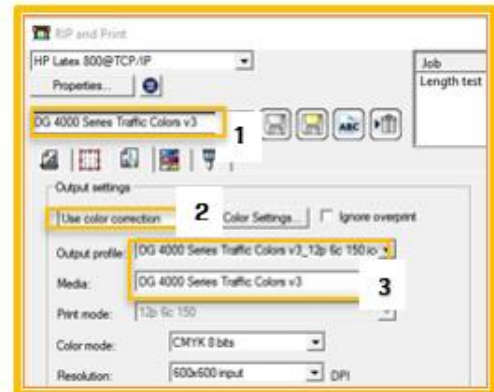 RIP and Print
HP Latex 800@TCP/IP
Job
Properties...
Length test
DG 4000 Series Traffic Colors v3
1
ABC
Output settings
Use color correction
2
Color Settings...
Ignore overprint
Output profile:
DG 4000 Series Traffic Colors v3_12p 6c 150.ic
Media:
DG 4000 Series Traffic Colors v3
3
Print mode:
12p 6c 150
Color mode:
CMYK 8 bits
Resolution:
600x600 input
DPI